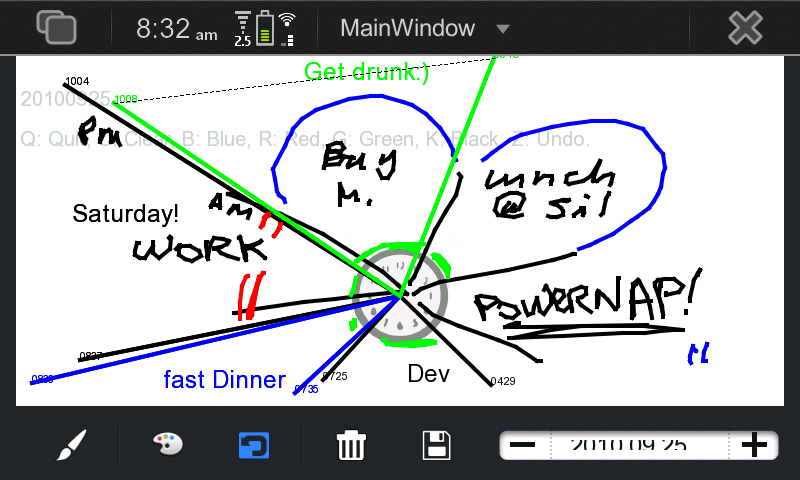 8:32 am
2.5
MainWindow
Get drunk:)
1004
1008
20100925
Pm
Q: Quit, C: Clear, B: Blue, R: Red, G: Green, K: Black, Z: Undo.
Buy
M.
Lunch
@ Sil
AM
Saturday!
WORK
POWERNAP!
0827
fast Dinner
0725
0735
Dev
0429
2010.09.25